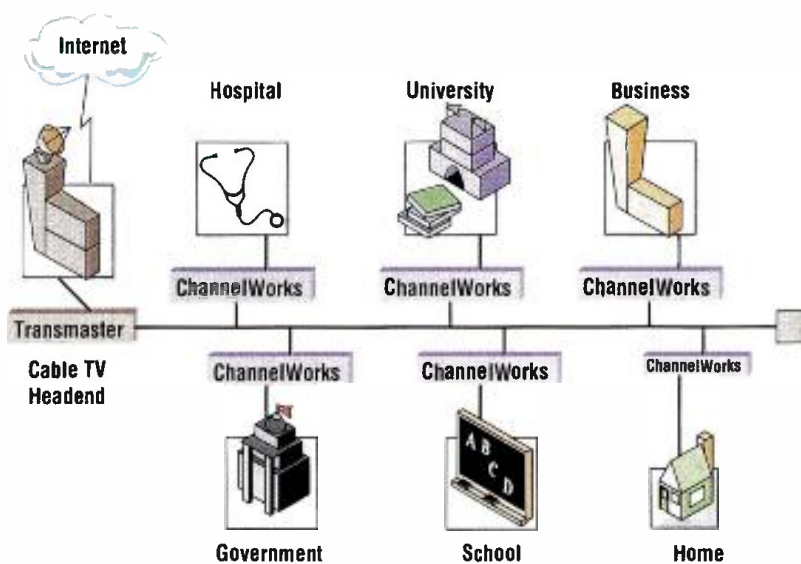 Internet
Hospital
University
Business
ChannelWorks
ChannelWorks
ChannelWorks
Transmaster
Cable TV
Headend
ChannelWorks
ChannelWorks
ChannelWorks
A B
C D
Government
School
Home